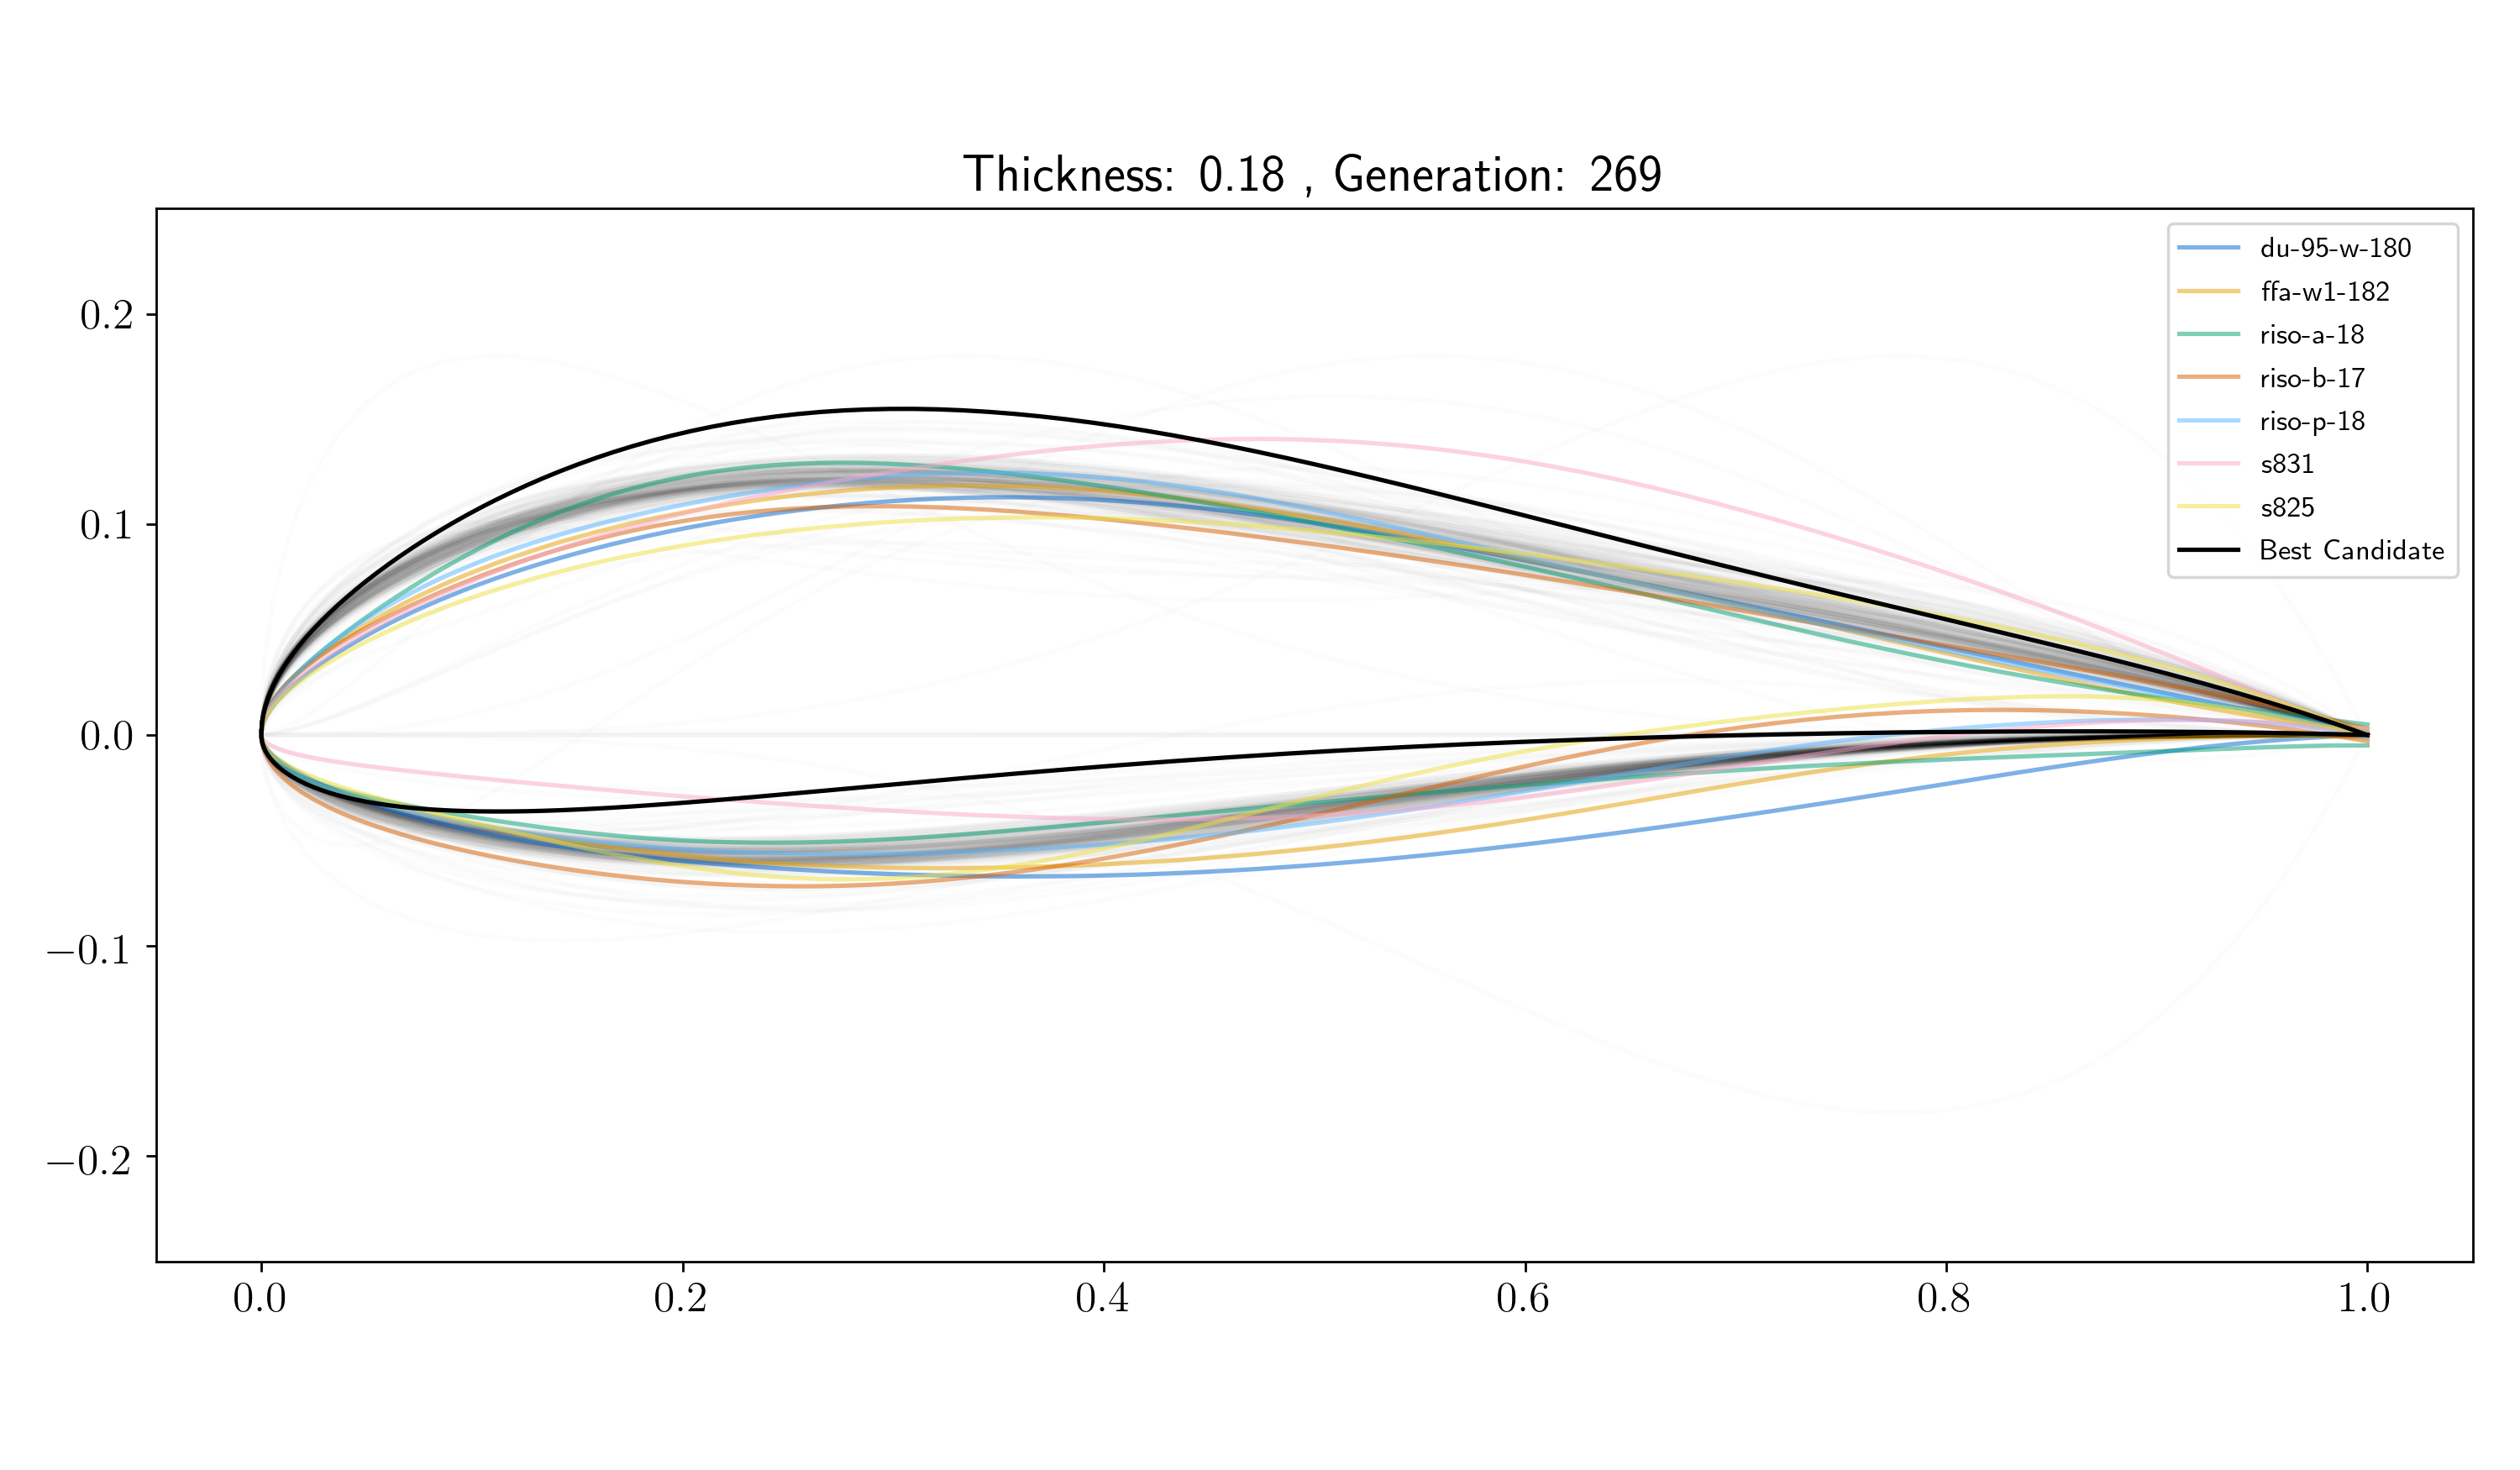 Thickness: 0.18 , Generation: 269
du-95-w-180
ffa-w1-182
riso-a-18
riso-b-17
riso-p-18
s831
s825
Best Candidate
0.2
0.1
0.0
−0.1
−0.2
0.0 0.2 0.4 0.6 0.8 1.0